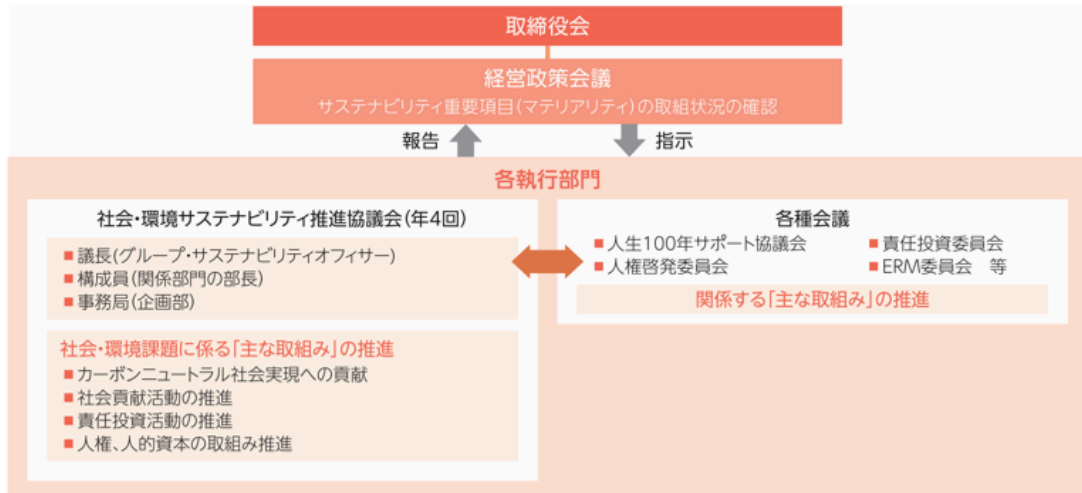 取締役会
経営政策会議
サステナビリティ重要項目(マテリアリティ)の取組状況の確認
報告
指示
各執行部門
社会・環境サステナビリティ推進協議会(年4回)
■議長(グループ・サステナビリティオフィサー)
■構成員(関係部門の部長)
■事務局(企画部)
社会・環境課題に係る「主な取組み」の推進
■カーボンニュートラル社会実現への貢献
■社会貢献活動の推進
■責任投資活動の推進
■人権、人的資本の取組み推進
各種会議
■人生100年サポート協議会
■責任投資委員会
■人権啓発委員会
■ERM委員会 等
関係する「主な取組み」の推進